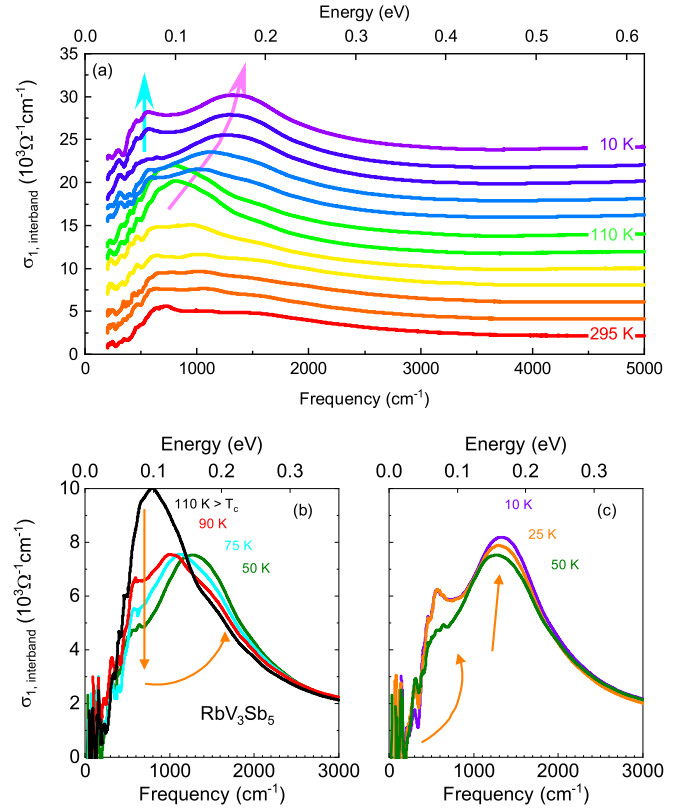 Energy (eV)
0.0 0.1 0.2 0.3 0.4 0.5 0.6
(a)
35
30
25
20
15
10
5
0
σ1, interband (10³Ω⁻¹cm⁻¹)
10 K
110 K
295 K
0 1000 2000 3000 4000 5000
Frequency (cm⁻¹)
Energy (eV)
0.0 0.1 0.2 0.3
(b)
10
8
6
4
2
0
σ1, interband (10³Ω⁻¹cm⁻¹)
110 K > Tc
90 K
75 K
50 K
RbV₃Sb₅
0 1000 2000 3000
Frequency (cm⁻¹)
Energy (eV)
0.0 0.1 0.2 0.3
(c)
10 K
25 K
50 K
0 1000 2000 3000
Frequency (cm⁻¹)